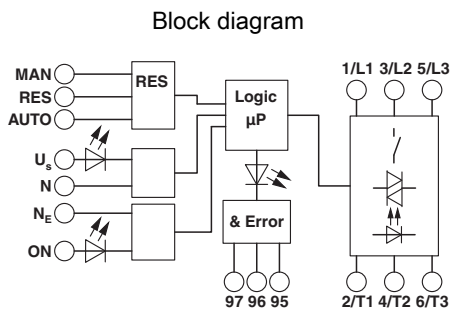 Block diagram
1/L1 3/L2 5/L3
MAN
RES
AUTO
RES
Logic
μP
Us
N
NE
ON
& Error
97 96 95
2/T1 4/T2 6/T3